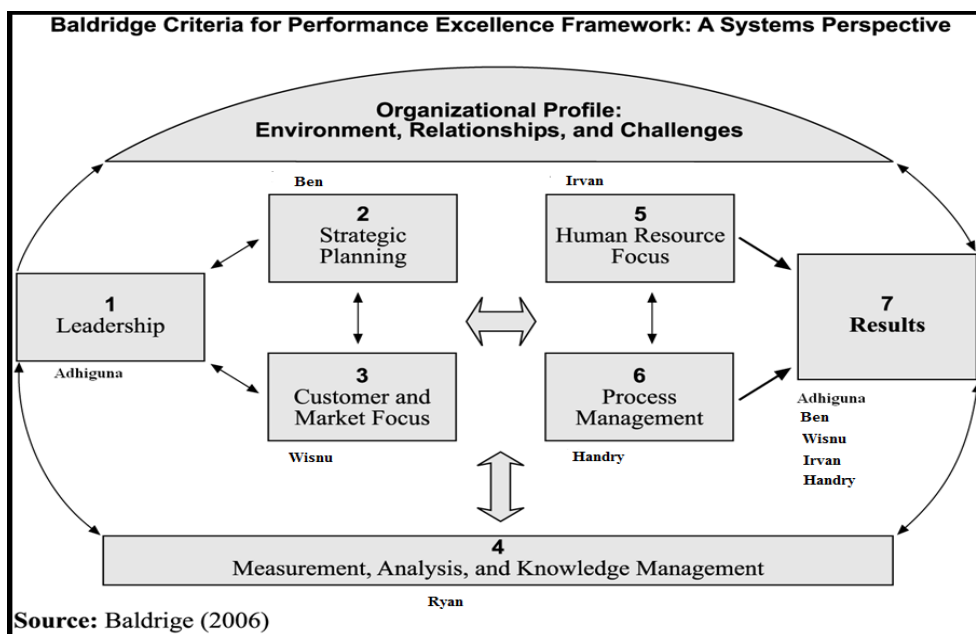 Baldridge Criteria for Performance Excellence Framework: A Systems Perspective
Organizational Profile:
Environment, Relationships, and Challenges
Ben
Irvan
2
Strategic
Planning
5
Human Resource
Focus
1
Leadership
Adhiguna
7
Results
3
Customer and
Market Focus
Wisnu
6
Process
Management
Handry
Adhiguna
Ben
Wisnu
Irvan
Handry
4
Measurement, Analysis, and Knowledge Management
Ryan
Source: Baldrige (2006)